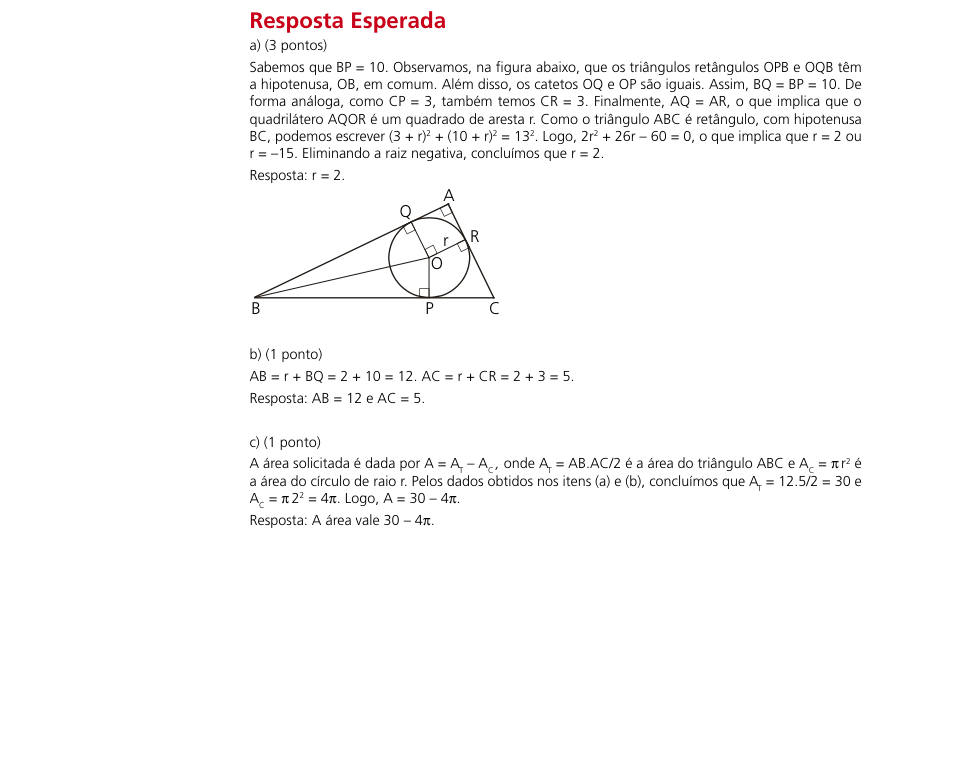 Resposta Esperada
a) (3 pontos)
Sabemos que BP = 10. Observamos, na figura abaixo, que os triângulos retângulos OPB e OQB têm
a hipotenusa, OB, em comum. Além disso, os catetos OQ e OP são iguais. Assim, BQ = BP = 10. De
forma análoga, como CP = 3, também temos CR = 3. Finalmente, AQ = AR, o que implica que o
quadrilátero AQOR é um quadrado de aresta r. Como o triângulo ABC é retângulo, com hipotenusa
BC, podemos escrever (3 + r)² + (10 + r)² = 13². Logo, 2r² + 26r – 60 = 0, o que implica que r = 2 ou
r = –15. Eliminando a raiz negativa, concluímos que r = 2.
Resposta: r = 2.
A
Q
R
r
O
B
P
C
b) (1 ponto)
AB = r + BQ = 2 + 10 = 12. AC = r + CR = 2 + 3 = 5.
Resposta: AB = 12 e AC = 5.
c) (1 ponto)
A área solicitada é dada por A = A_T – A_C, onde A_T = AB.AC/2 é a área do triângulo ABC e A_C = πr² é
a área do círculo de raio r. Pelos dados obtidos nos itens (a) e (b), concluímos que A_T = 12.5/2 = 30 e
A_C = π2² = 4π. Logo, A = 30 – 4π.
Resposta: A área vale 30 – 4π.